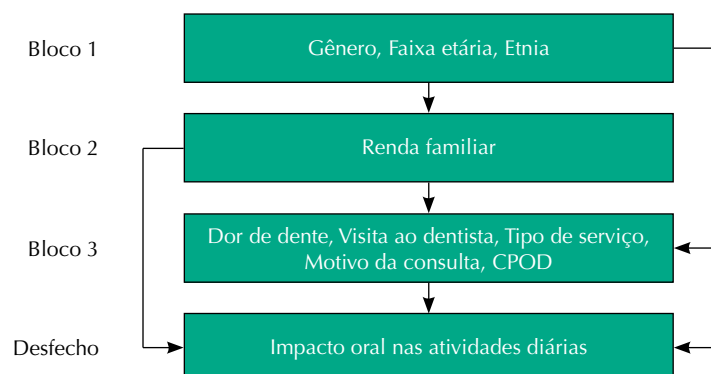 Bloco 1
Gênero, Faixa etária, Etnia
Bloco 2
Renda familiar
Bloco 3
Dor de dente, Visita ao dentista, Tipo de serviço,
Motivo da consulta, CPOD
Desfecho
Impacto oral nas atividades diárias